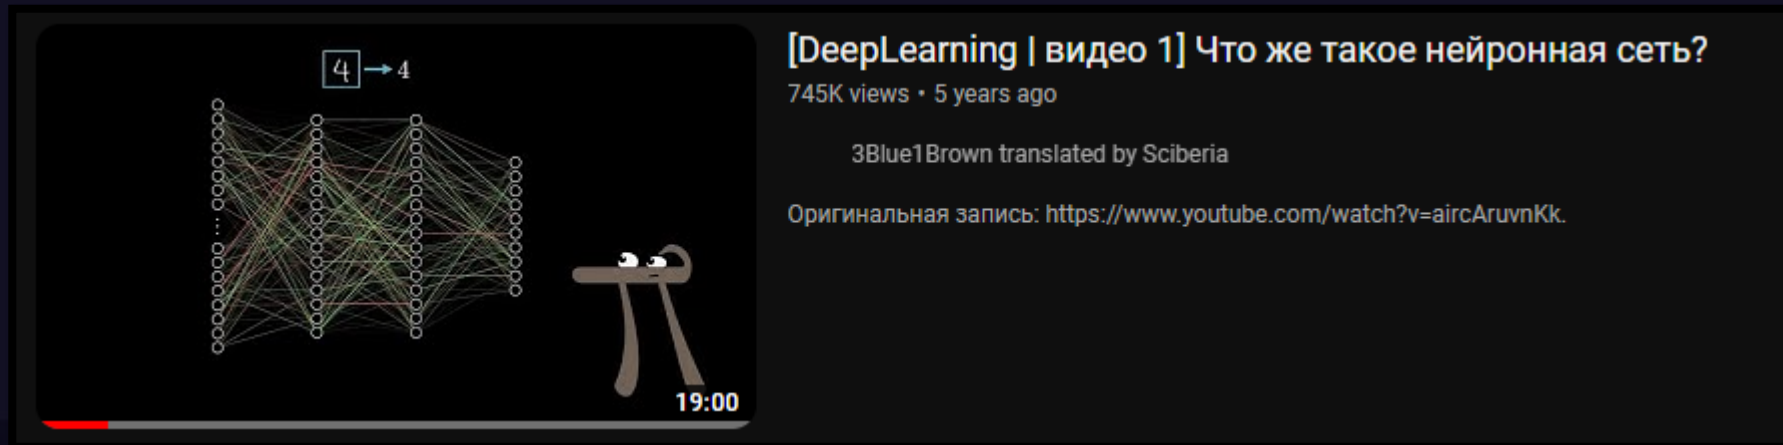 4 → 4
19:00
[DeepLearning | видео 1] Что же такое нейронная сеть?
745K views • 5 years ago
3Blue1Brown translated by Sciberia
Оригинальная запись: https://www.youtube.com/watch?v=aircAruvnKk.